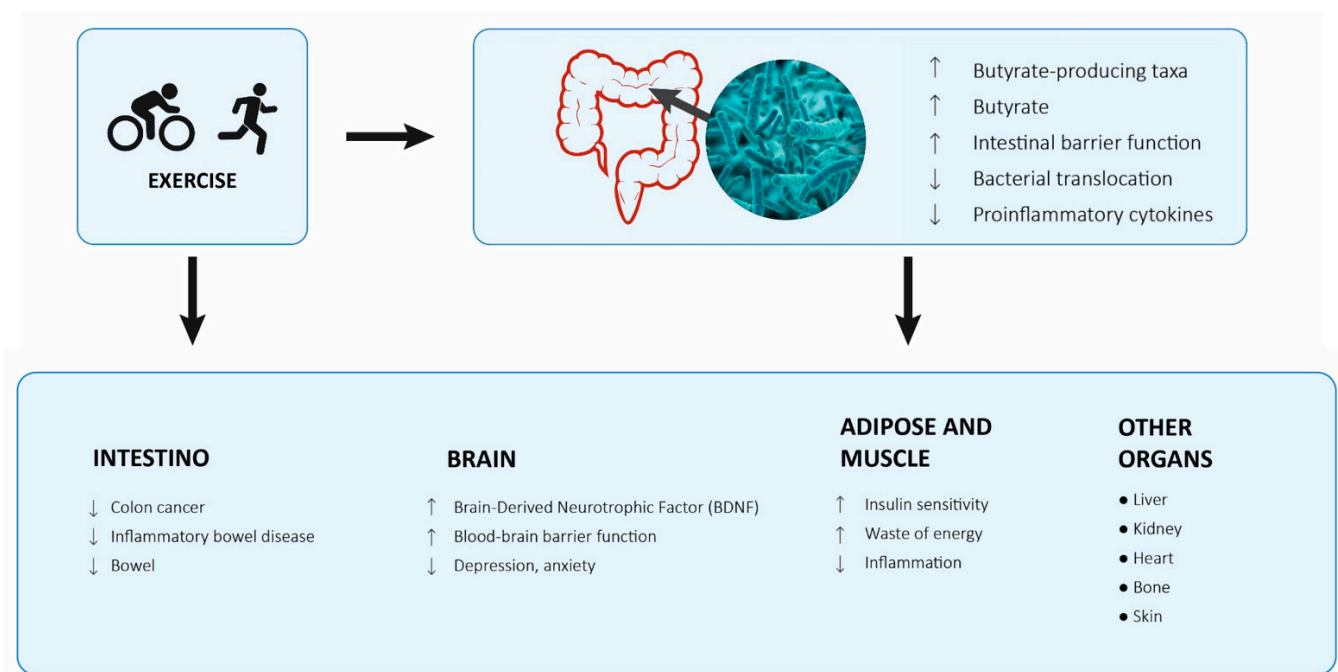 EXERCISE
↑ Butyrate-producing taxa
↑ Butyrate
↑ Intestinal barrier function
↓ Bacterial translocation
↓ Proinflammatory cytokines
INTESTINO
↓ Colon cancer
↓ Inflammatory bowel disease
↓ Bowel
BRAIN
↑ Brain-Derived Neurotrophic Factor (BDNF)
↑ Blood-brain barrier function
↓ Depression, anxiety
ADIPOSE AND
MUSCLE
↑ Insulin sensitivity
↑ Waste of energy
↓ Inflammation
OTHER
ORGANS
● Liver
● Kidney
● Heart
● Bone
● Skin